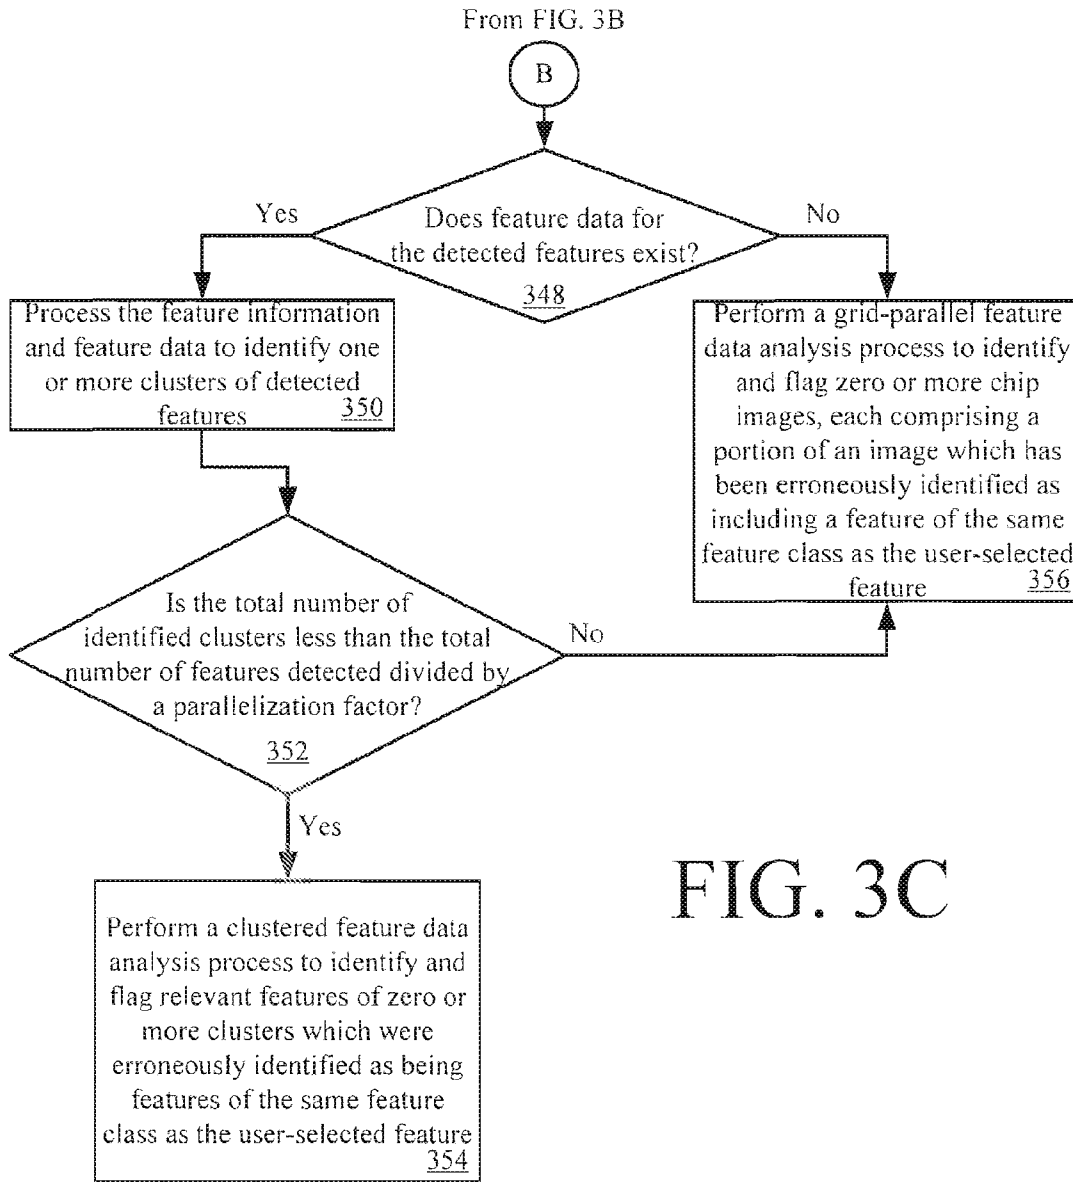 From FIG. 3B
B
Does feature data for
the detected features exist?
348
Yes
No
Process the feature information
and feature data to identify one
or more clusters of detected
features
350
Perform a grid-parallel feature
data analysis process to identify
and flag zero or more chip
images, each comprising a
portion of an image which has
been erroneously identified as
including a feature of the same
feature class as the user-selected
feature
356
Is the total number of
identified clusters less than the total
number of features detected divided by
a parallelization factor?
352
No
Yes
Perform a clustered feature data
analysis process to identify and
flag relevant features of zero or
more clusters which were
erroneously identified as being
features of the same feature
class as the user-selected feature
354
FIG. 3C